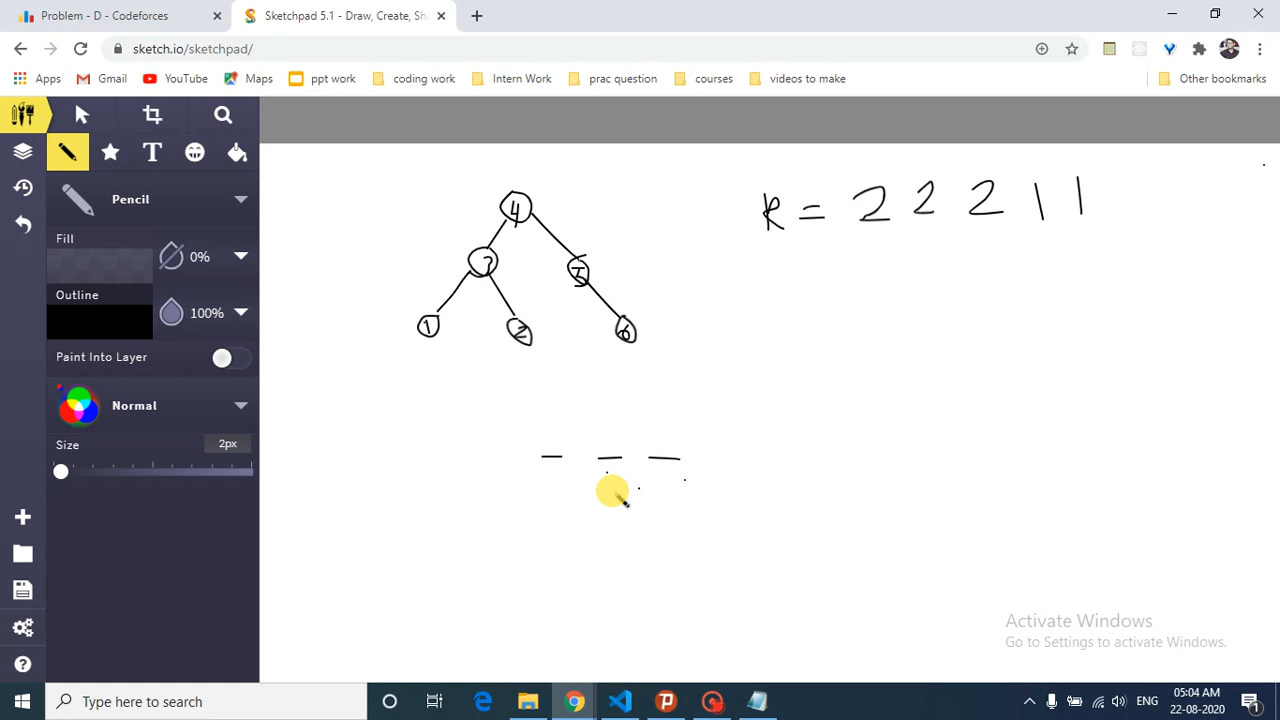 Problem - D - Codeforces
Sketchpad 5.1 - Draw, Create, Sh
sketch.io/sketchpad/
Apps
Gmail
YouTube
Maps
ppt work
coding work
Intern Work
prac question
courses
videos to make
Other bookmarks
Pencil
Fill
0%
Outline
100%
Paint Into Layer
Normal
Size
2px
4
K = 2 2 2 1 1
3
5
1
2
6
Activate Windows
Go to Settings to activate Windows.
Type here to search
ENG
05:04 AM
22-08-2020